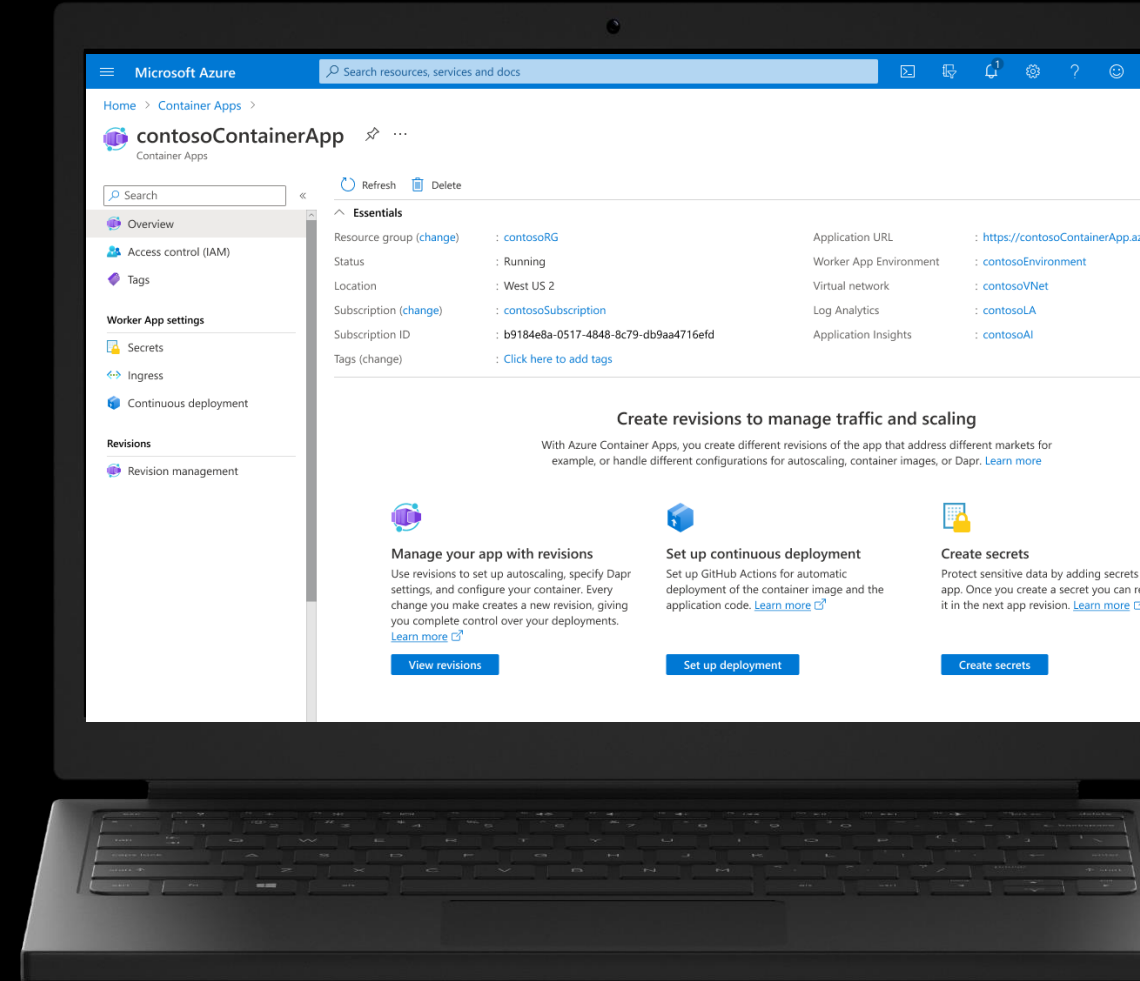 Microsoft Azure
Search resources, services and docs
1
Home > Container Apps >
contosoContainerApp
Container Apps
Search
«
Overview
Access control (IAM)
Tags
Worker App settings
Secrets
Ingress
Continuous deployment
Revisions
Revision management
Refresh
Delete
Essentials
Resource group (change) : contosoRG
Status : Running
Location : West US 2
Subscription (change) : contosoSubscription
Subscription ID : b9184e8a-0517-4848-8c79-db9aa4716efd
Tags (change) : Click here to add tags
Application URL : https://contosoContainerApp.az
Worker App Environment : contosoEnvironment
Virtual network : contosoVNet
Log Analytics : contosoLA
Application Insights : contosoAI
Create revisions to manage traffic and scaling
With Azure Container Apps, you create different revisions of the app that address different markets for
example, or handle different configurations for autoscaling, container images, or Dapr. Learn more
Manage your app with revisions
Use revisions to set up autoscaling, specify Dapr
settings, and configure your container. Every
change you make creates a new revision, giving
you complete control over your deployments.
Learn more
View revisions
Set up continuous deployment
Set up GitHub Actions for automatic
deployment of the container image and the
application code. Learn more
Set up deployment
Create secrets
Protect sensitive data by adding secrets
app. Once you create a secret you can re
it in the next app revision. Learn more
Create secrets